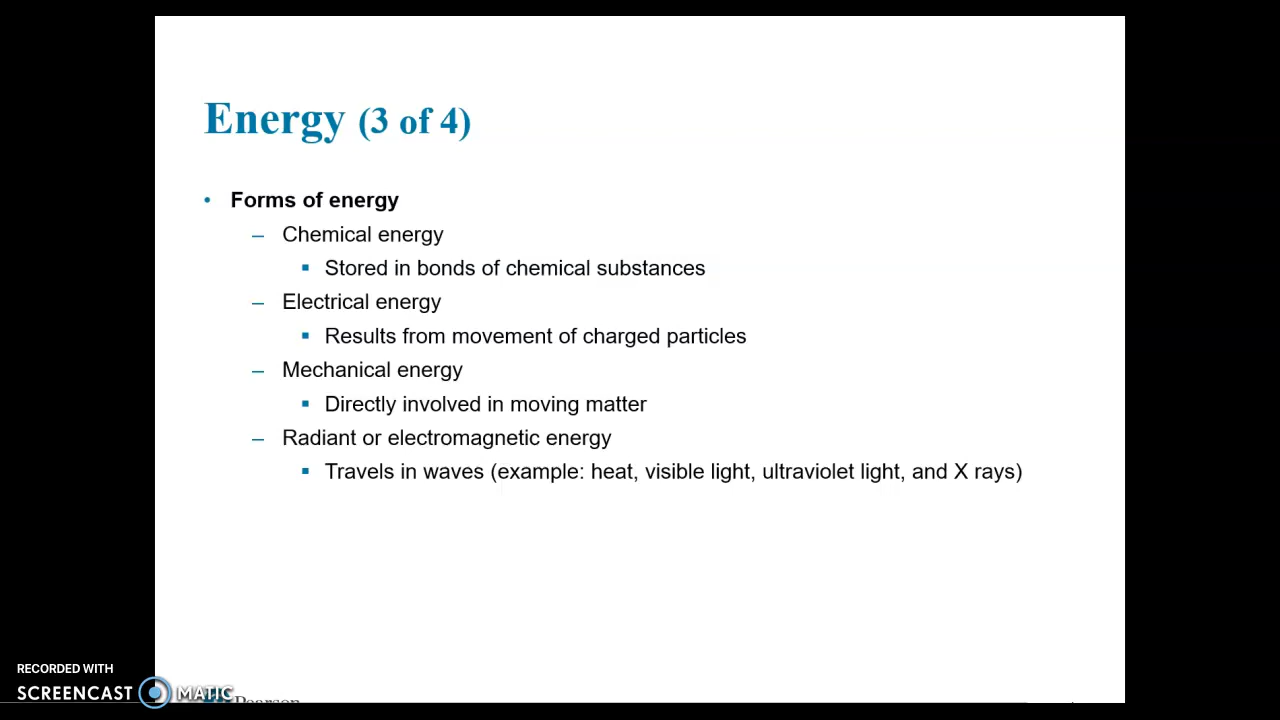 Energy (3 of 4)
• Forms of energy
– Chemical energy
▪ Stored in bonds of chemical substances
– Electrical energy
▪ Results from movement of charged particles
– Mechanical energy
▪ Directly involved in moving matter
– Radiant or electromagnetic energy
▪ Travels in waves (example: heat, visible light, ultraviolet light, and X rays)
RECORDED WITH
SCREENCAST MATIC
Pearson